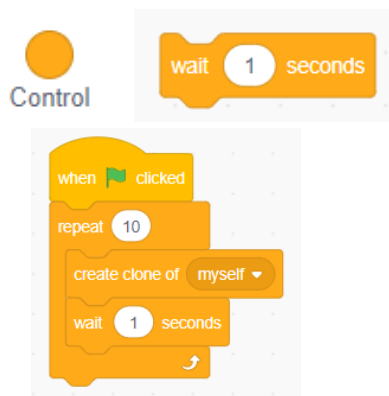 wait 1 seconds
Control
when clicked
repeat 10
create clone of myself
wait 1 seconds